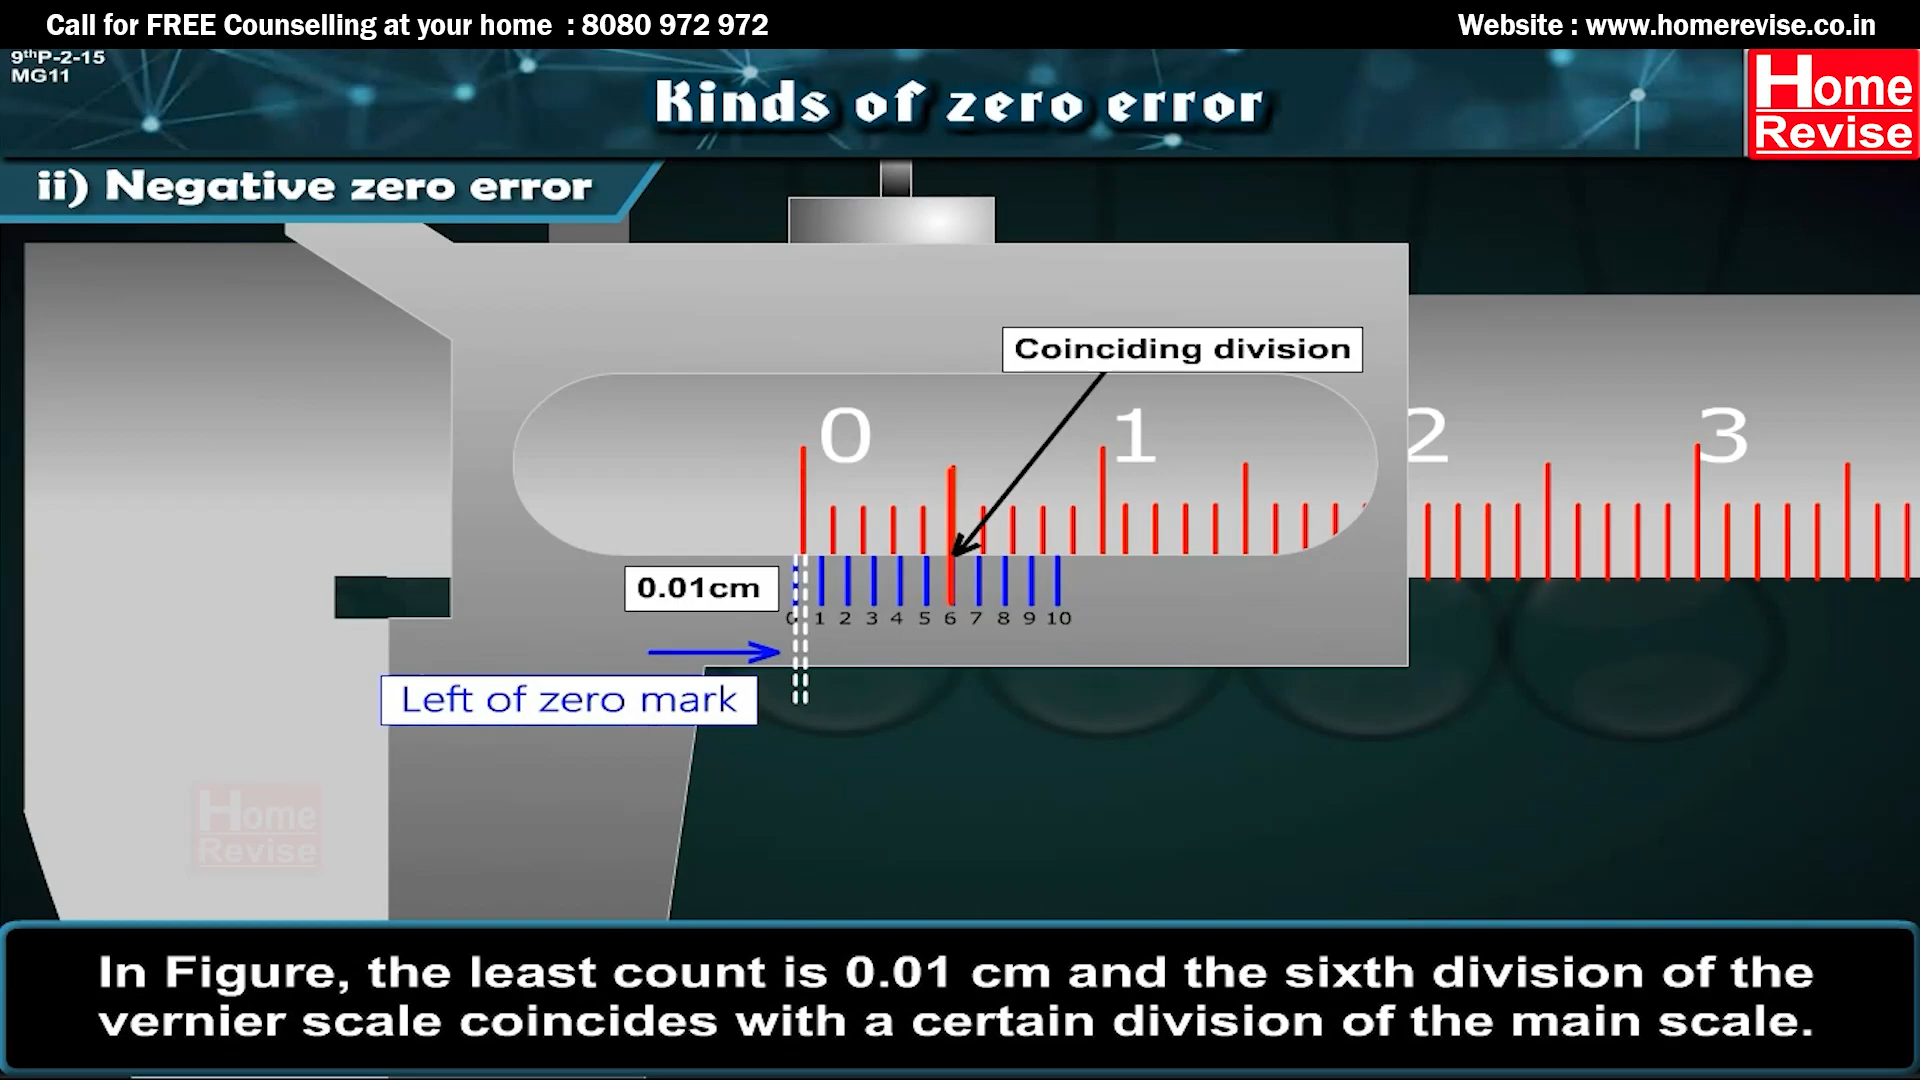 Call for FREE Counselling at your home : 8080 972 972
Website : www.homerevise.co.in
9thP-2-15
MG11
Kinds of zero error
Home
Revise
ii) Negative zero error
Coinciding division
0 1 2 3
0.01cm
0 1 2 3 4 5 6 7 8 9 10
Left of zero mark
Home
Revise
In Figure, the least count is 0.01 cm and the sixth division of the
vernier scale coincides with a certain division of the main scale.